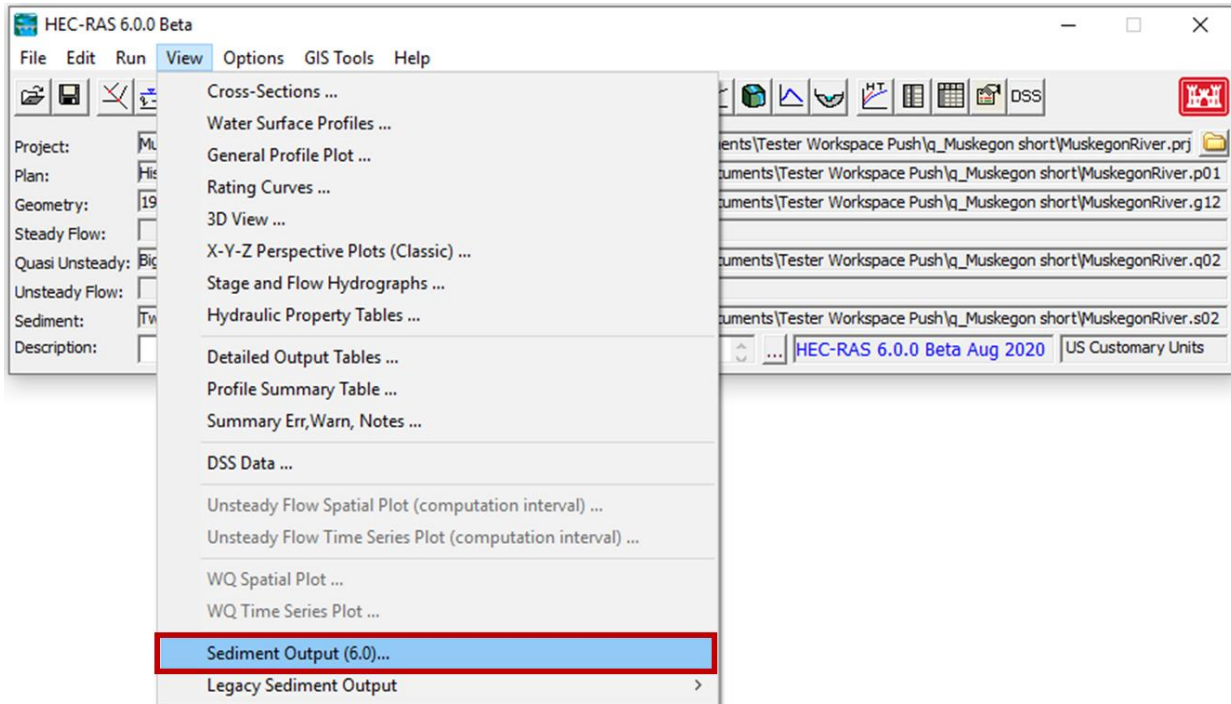 HEC-RAS 6.0.0 Beta
File Edit Run View Options GIS Tools Help
HT DSS
Project: Mu ents\Tester Workspace Push\q_Muskegon short\MuskegonRiver.prj
Plan: His uments\Tester Workspace Push\q_Muskegon short\MuskegonRiver.p01
Geometry: 19 uments\Tester Workspace Push\q_Muskegon short\MuskegonRiver.g12
Steady Flow:
Quasi Unsteady: Big uments\Tester Workspace Push\q_Muskegon short\MuskegonRiver.q02
Unsteady Flow:
Sediment: Tw uments\Tester Workspace Push\q_Muskegon short\MuskegonRiver.s02
Description: ... HEC-RAS 6.0.0 Beta Aug 2020 US Customary Units
Cross-Sections ...
Water Surface Profiles ...
General Profile Plot ...
Rating Curves ...
3D View ...
X-Y-Z Perspective Plots (Classic) ...
Stage and Flow Hydrographs ...
Hydraulic Property Tables ...
Detailed Output Tables ...
Profile Summary Table ...
Summary Err,Warn, Notes ...
DSS Data ...
Unsteady Flow Spatial Plot (computation interval) ...
Unsteady Flow Time Series Plot (computation interval) ...
WQ Spatial Plot ...
WQ Time Series Plot ...
Sediment Output (6.0)...
Legacy Sediment Output